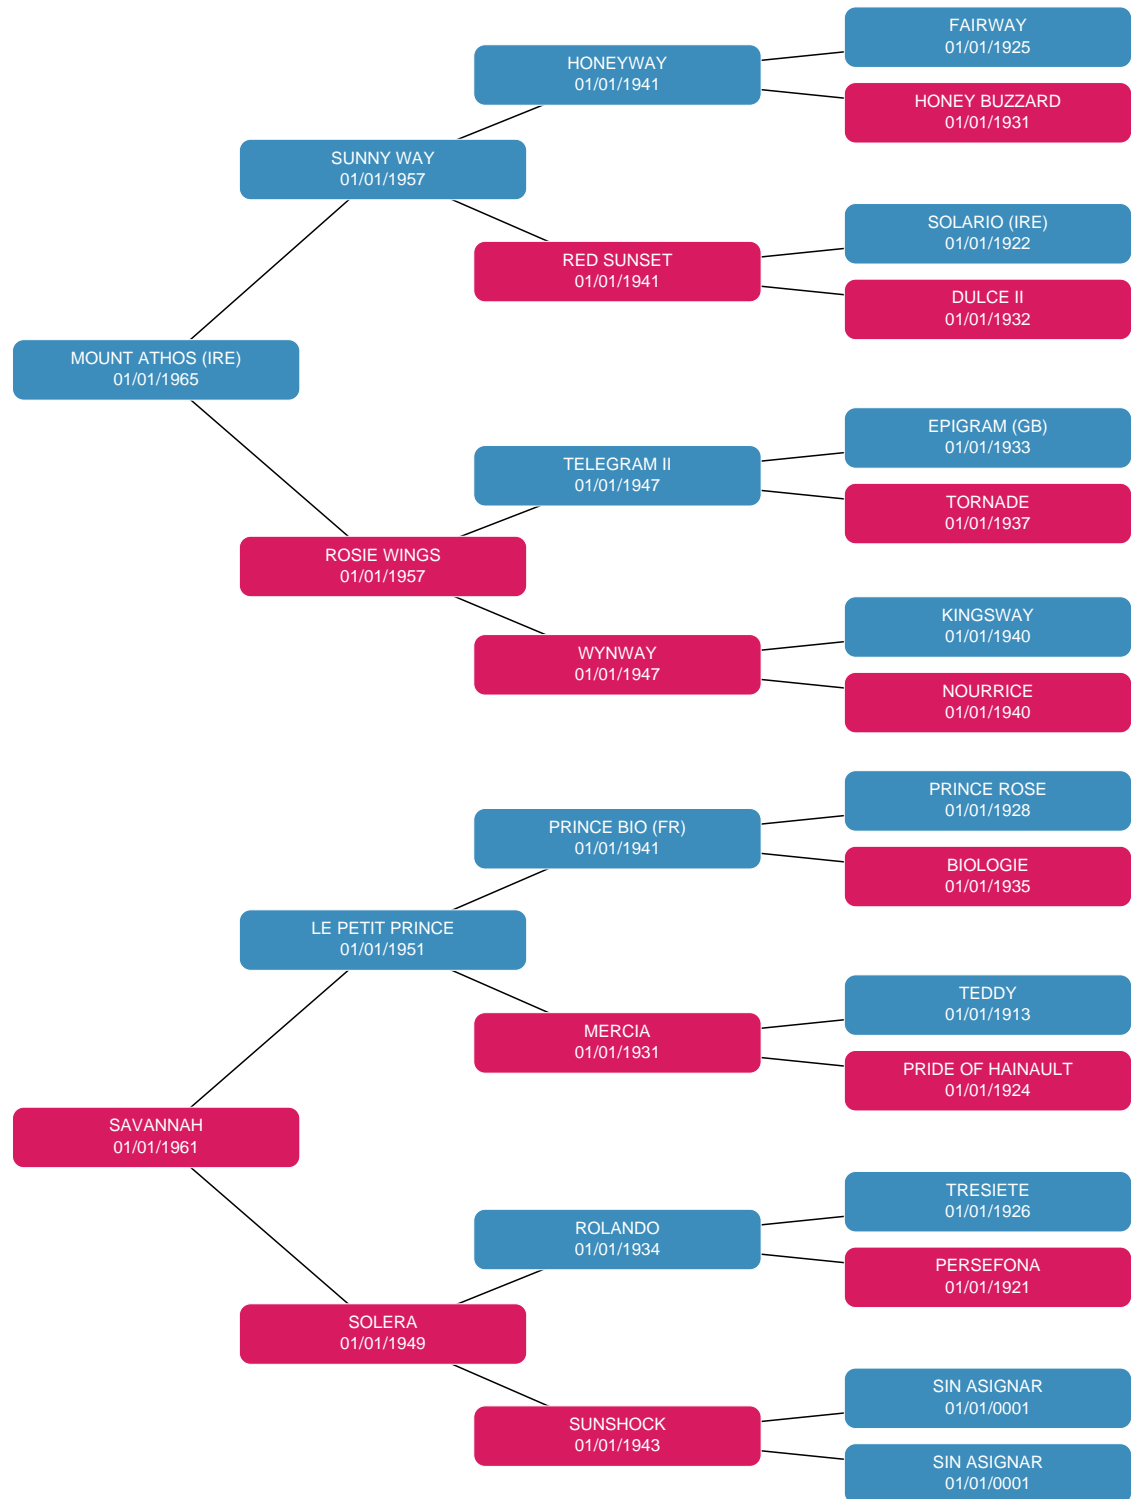 FAIRWAY
01/01/1925
HONEYWAY
01/01/1941
HONEY BUZZARD
01/01/1931
SUNNY WAY
01/01/1957
SOLARIO (IRE)
01/01/1922
RED SUNSET
01/01/1941
DULCE II
01/01/1932
MOUNT ATHOS (IRE)
01/01/1965
EPIGRAM (GB)
01/01/1933
TELEGRAM II
01/01/1947
TORNADE
01/01/1937
ROSIE WINGS
01/01/1957
KINGSWAY
01/01/1940
WYNWAY
01/01/1947
NOURRICE
01/01/1940
PRINCE ROSE
01/01/1928
PRINCE BIO (FR)
01/01/1941
BIOLOGIE
01/01/1935
LE PETIT PRINCE
01/01/1951
TEDDY
01/01/1913
MERCIA
01/01/1931
PRIDE OF HAINAULT
01/01/1924
SAVANNAH
01/01/1961
TRESIETE
01/01/1926
ROLANDO
01/01/1934
PERSEFONA
01/01/1921
SOLERA
01/01/1949
SIN ASIGNAR
01/01/0001
SUNSHOCK
01/01/1943
SIN ASIGNAR
01/01/0001